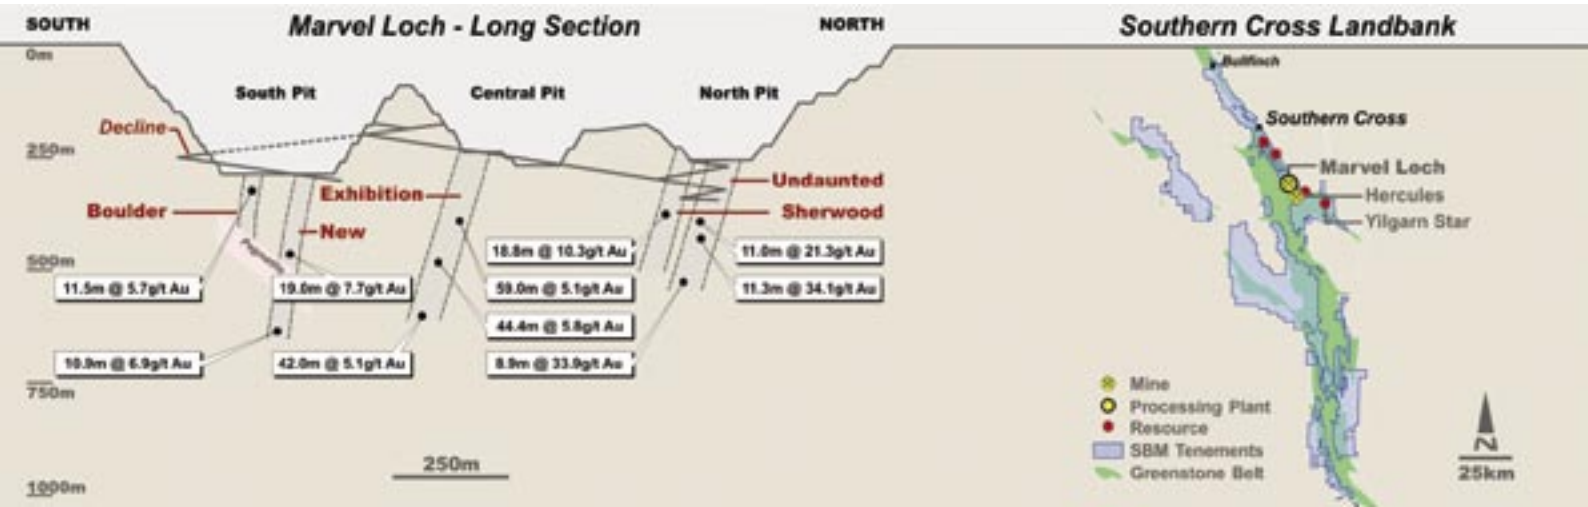 SOUTH
Marvel Loch - Long Section
NORTH
Southern Cross Landbank
0m
Bullfinch
South Pit
Central Pit
North Pit
Decline
Southern Cross
250m
Marvel Loch
Exhibition
Undaunted
Hercules
Boulder
Sherwood
Yilgarn Star
New
Pegmatite
18.8m @ 10.3g/t Au
11.0m @ 21.3g/t Au
500m
11.5m @ 5.7g/t Au
19.0m @ 7.7g/t Au
59.0m @ 5.1g/t Au
11.3m @ 34.1g/t Au
44.4m @ 5.8g/t Au
10.9m @ 6.9g/t Au
42.0m @ 5.1g/t Au
8.9m @ 33.9g/t Au
750m
Mine
Processing Plant
Resource
SBM Tenements
Greenstone Belt
N
25km
250m
1000m